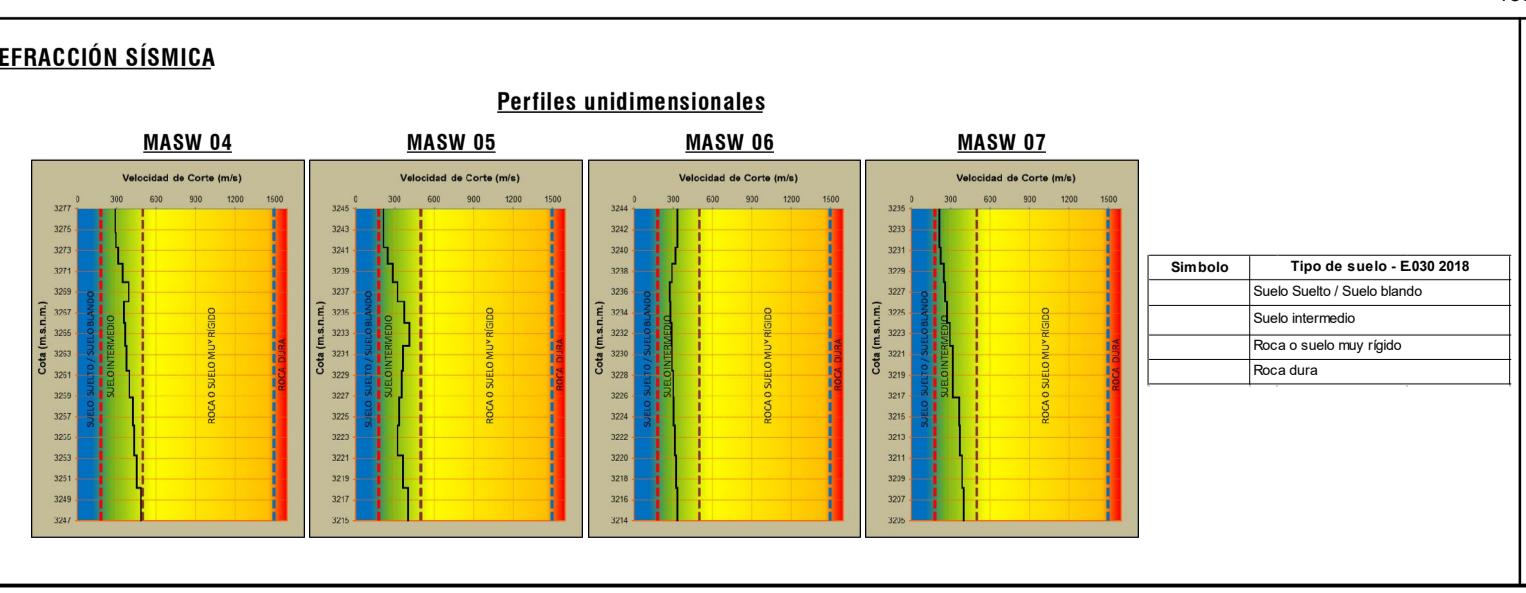 EFRACCIÓN SÍSMICA
Perfiles unidimensionales
MASW 04
MASW 05
MASW 06
MASW 07
Velocidad de Corte (m/s)
0 300 600 900 1200 1500
3277
3275
3273
3271
3269
3267
3265
3263
3261
3259
3257
3255
3253
3251
3249
3247
Cota (m.s.n.m.)
SUELO SUELTO / SUELO BLANDO
SUELO INTERMEDIO
ROCA O SUELO MUY RÍGIDO
ROCA DURA
Velocidad de Corte (m/s)
0 300 600 900 1200 1500
3245
3243
3241
3239
3237
3235
3233
3231
3229
3227
3225
3223
3221
3219
3217
3215
Cota (m.s.n.m.)
SUELO SUELTO / SUELO BLANDO
SUELO INTERMEDIO
ROCA O SUELO MUY RÍGIDO
ROCA DURA
Velocidad de Corte (m/s)
0 300 600 900 1200 1500
3244
3242
3240
3238
3236
3234
3232
3230
3228
3226
3224
3222
3220
3218
3216
3214
Cota (m.s.n.m.)
SUELO SUELTO / SUELO BLANDO
SUELO INTERMEDIO
ROCA O SUELO MUY RÍGIDO
ROCA DURA
Velocidad de Corte (m/s)
0 300 600 900 1200 1500
3235
3233
3231
3229
3227
3225
3223
3221
3219
3217
3215
3213
3211
3209
3207
3205
Cota (m.s.n.m.)
SUELO SUELTO / SUELO BLANDO
SUELO INTERMEDIO
ROCA O SUELO MUY RÍGIDO
ROCA DURA
Simbolo Tipo de suelo - E.030 2018
Suelo Suelto / Suelo blando
Suelo intermedio
Roca o suelo muy rígido
Roca dura